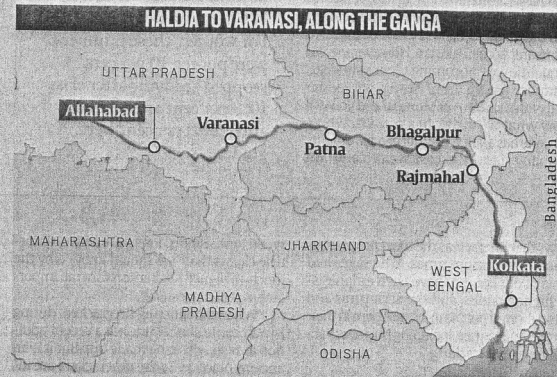 HALDIA TO VARANASI, ALONG THE GANGA
UTTAR PRADESH
BIHAR
Allahabad
Varanasi
Patna
Bhagalpur
Rajmahal
Bangladesh
MAHARASHTRA
JHARKHAND
WEST
BENGAL
Kolkata
MADHYA
PRADESH
ODISHA